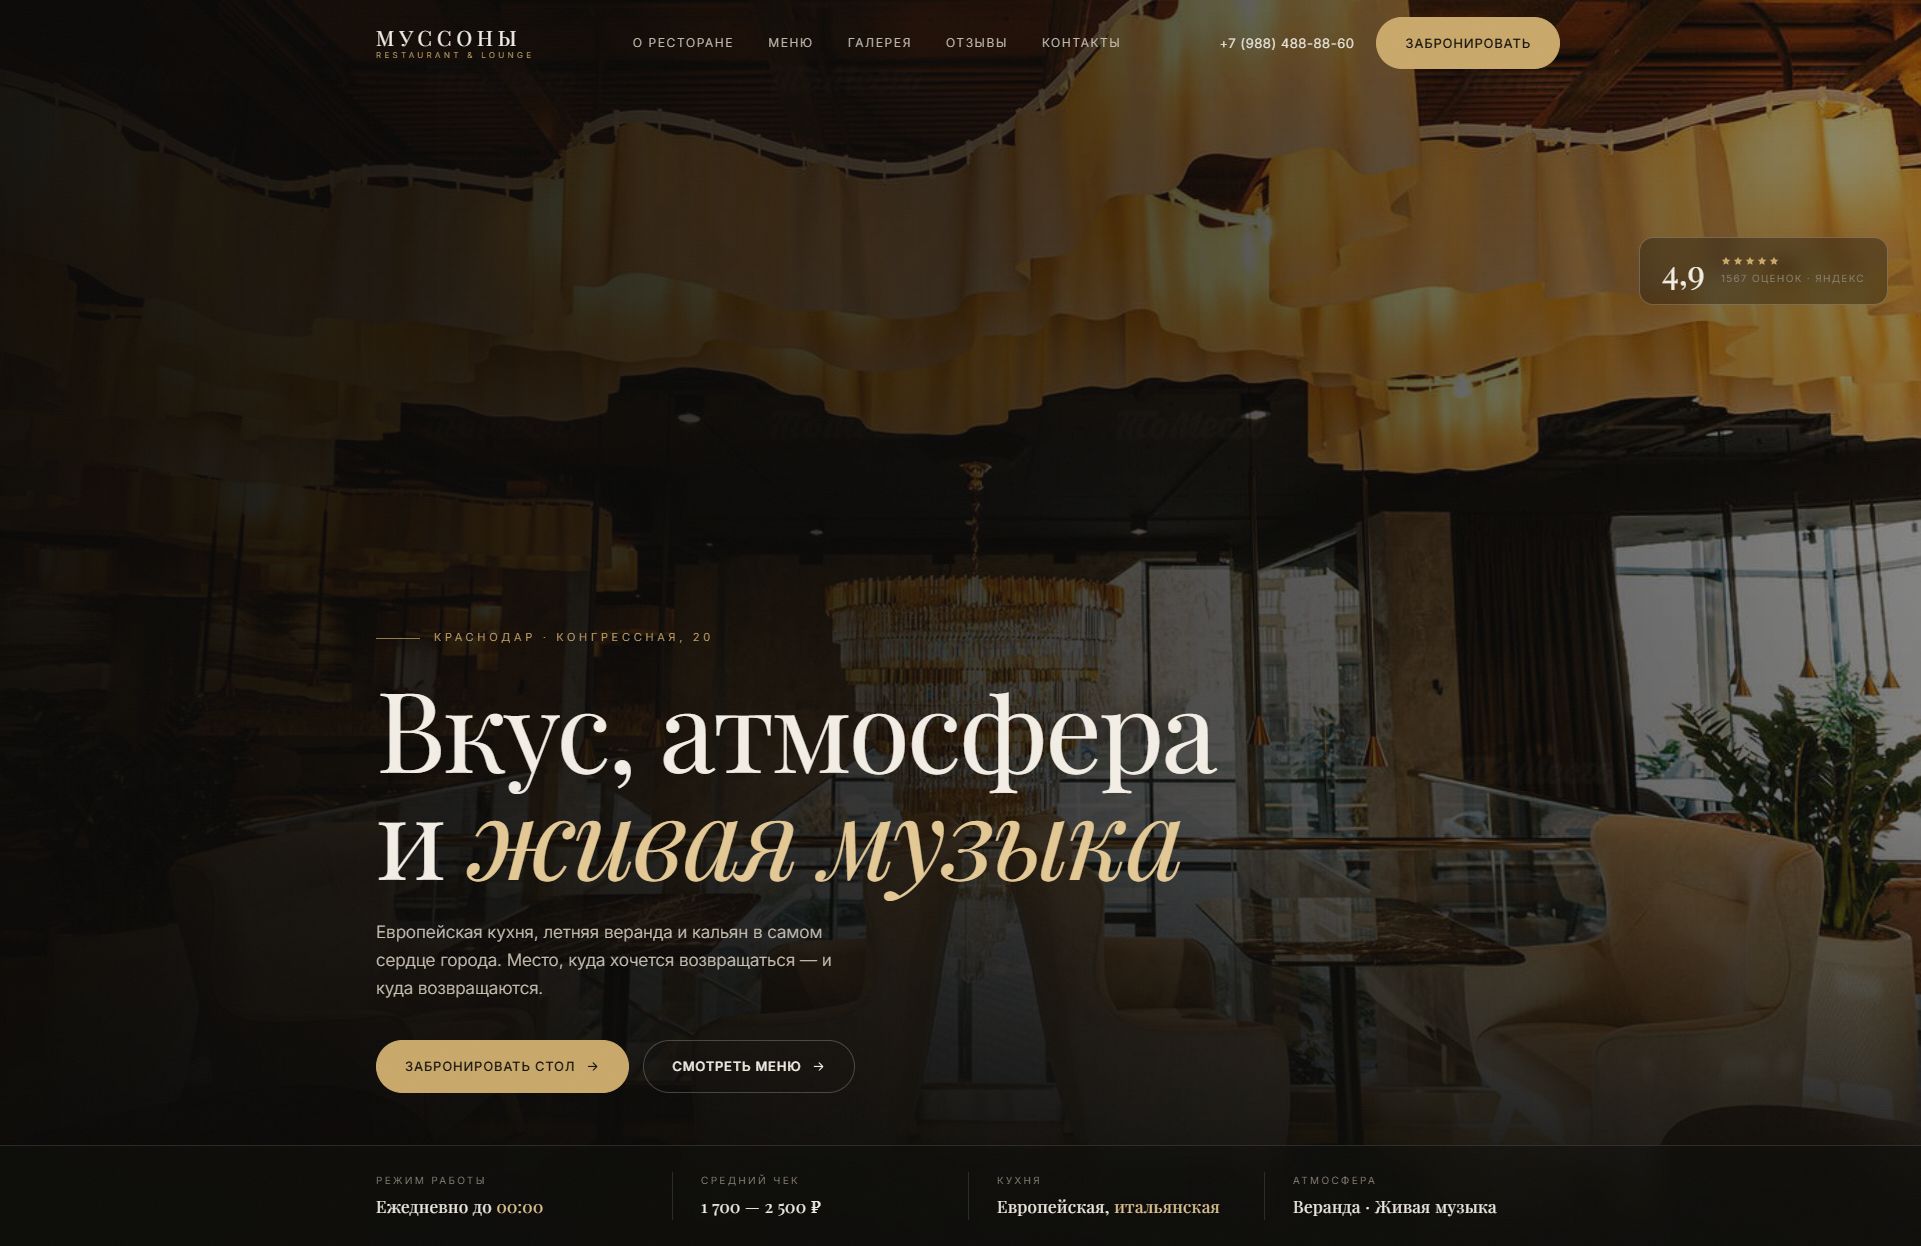 МУССОНЫ
RESTAURANT & LOUNGE
О РЕСТОРАНЕ
МЕНЮ
ГАЛЕРЕЯ
ОТЗЫВЫ
КОНТАКТЫ
+7 (988) 488-88-60
ЗАБРОНИРОВАТЬ
4,9
★★★★★
1567 ОЦЕНОК · ЯНДЕКС
ТоМесто
КРАСНОДАР · КОНГРЕССНАЯ, 20
Вкус, атмосфера
и живая музыка
Европейская кухня, летняя веранда и кальян в самом
сердце города. Место, куда хочется возвращаться — и
куда возвращаются.
ЗАБРОНИРОВАТЬ СТОЛ →
СМОТРЕТЬ МЕНЮ →
РЕЖИМ РАБОТЫ
Ежедневно до 00:00
СРЕДНИЙ ЧЕК
1 700 — 2 500 ₽
КУХНЯ
Европейская, итальянская
АТМОСФЕРА
Веранда · Живая музыка